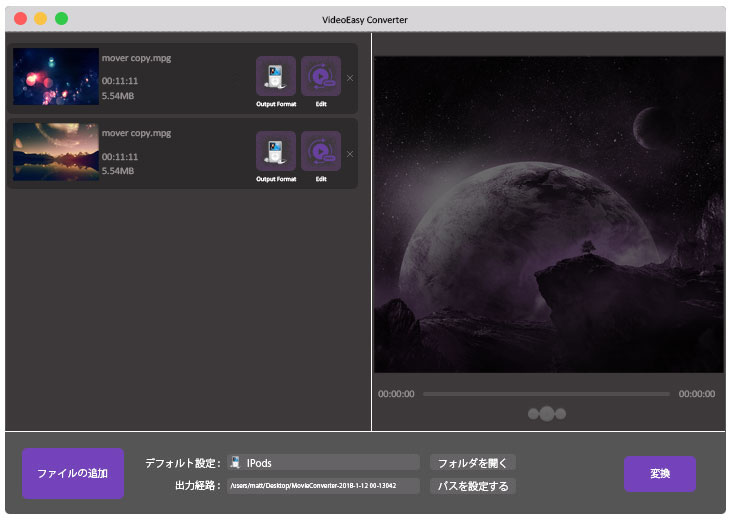 VideoEasy Converter
mover copy.mpg
00:11:11
5.54MB
Output Format
Edit
mover copy.mpg
00:11:11
5.54MB
Output Format
Edit
00:00:00
00:00:00
ファイルの追加
デフォルト設定 :
IPods
フォルダを開く
出力経路 :
/users/matt/Desktop/MovieConverter-2018-1-12 00-13042
パスを設定する
変換